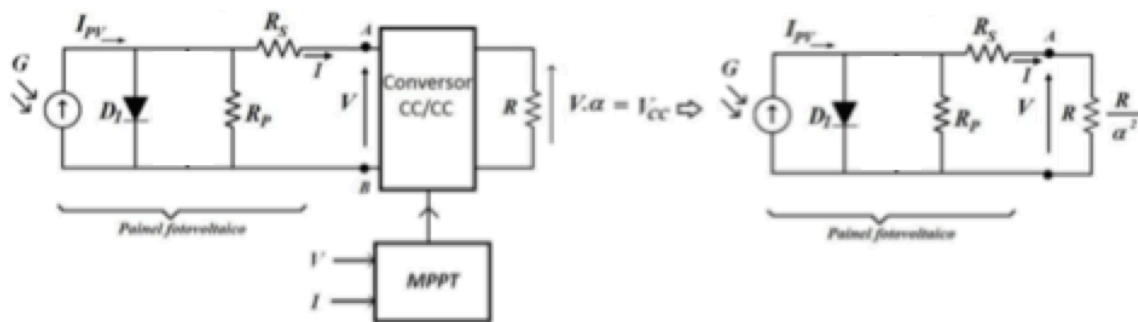 I_PV R_S A
G I
Conversor
CC/CC
D_I R_P V R V.α = V_CC ⇨
B
Painel fotovoltaico
V
MPPT
I
I_PV R_S A
G I
D_I R_P V R R/α²
Painel fotovoltaico